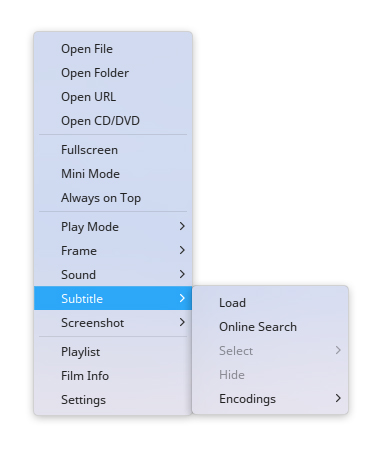 Open File
Open Folder
Open URL
Open CD/DVD
Fullscreen
Mini Mode
Always on Top
Play Mode
Frame
Sound
Subtitle
Screenshot
Playlist
Film Info
Settings
Load
Online Search
Select
Hide
Encodings